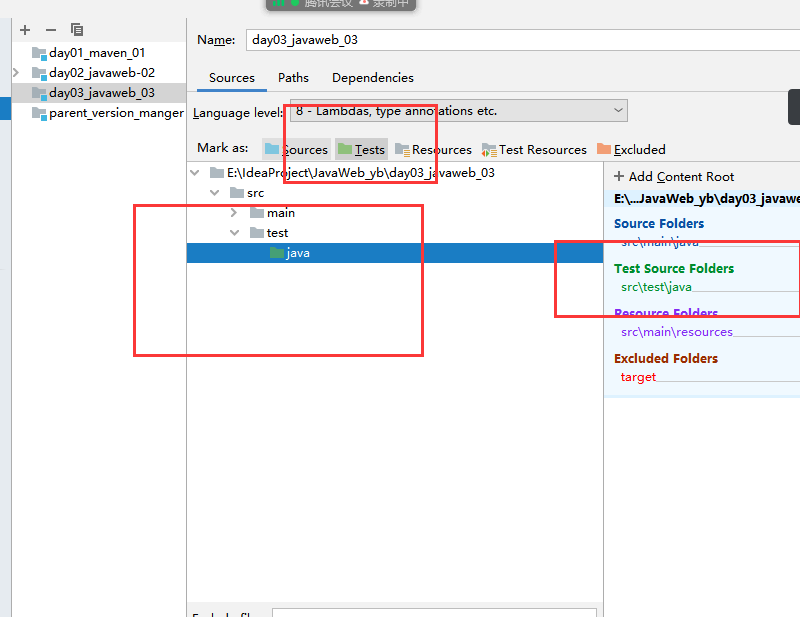 腾讯会议 录制中
Name: day03_javaweb_03
day01_maven_01
day02_javaweb-02
day03_javaweb_03
parent_version_manger
Sources Paths Dependencies
Language level: 8 - Lambdas, type annotations etc.
Mark as: Sources Tests Resources Test Resources Excluded
E:\IdeaProject\JavaWeb_yb\day03_javaweb_03
src
main
test
java
+ Add Content Root
E:\...JavaWeb_yb\day03_javawe
Source Folders
src\main\java
Test Source Folders
src\test\java
Resource Folders
src\main\resources
Excluded Folders
target